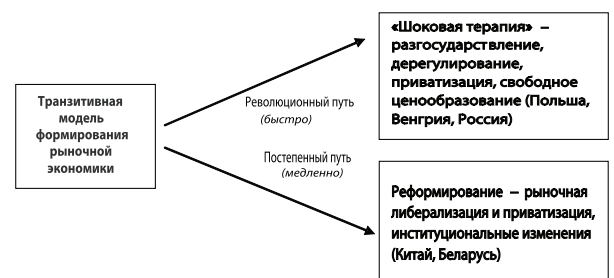 Транзитивная
модель
формирования
рыночной
экономики
Революционный путь
(быстро)
Постепенный путь
(медленно)
«Шоковая терапия» –
разгосударствление,
дерегулирование,
приватизация, свободное
ценообразование (Польша,
Венгрия, Россия)
Реформирование – рыночная
либерализация и приватизация,
институциональные изменения
(Китай, Беларусь)